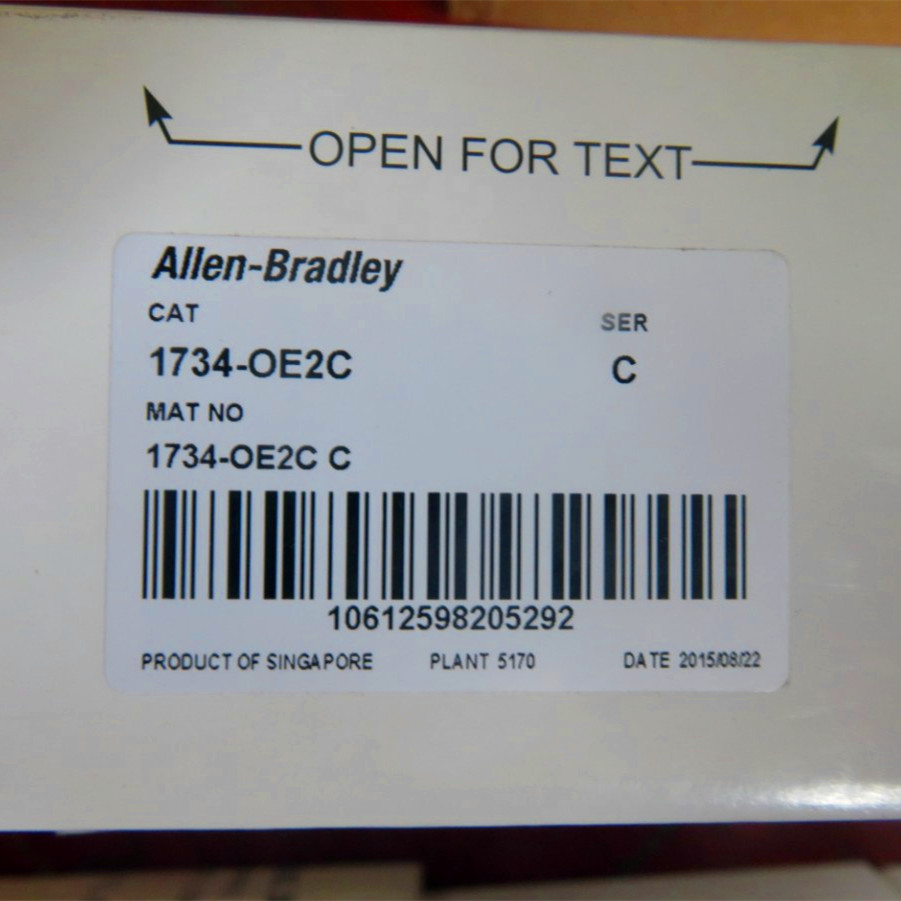 OPEN FOR TEXT
Allen-Bradley
CAT SER
1734-OE2C C
MAT NO
1734-OE2C C
10612598205292
PRODUCT OF SINGAPORE PLANT 5170 DATE 2015/08/22